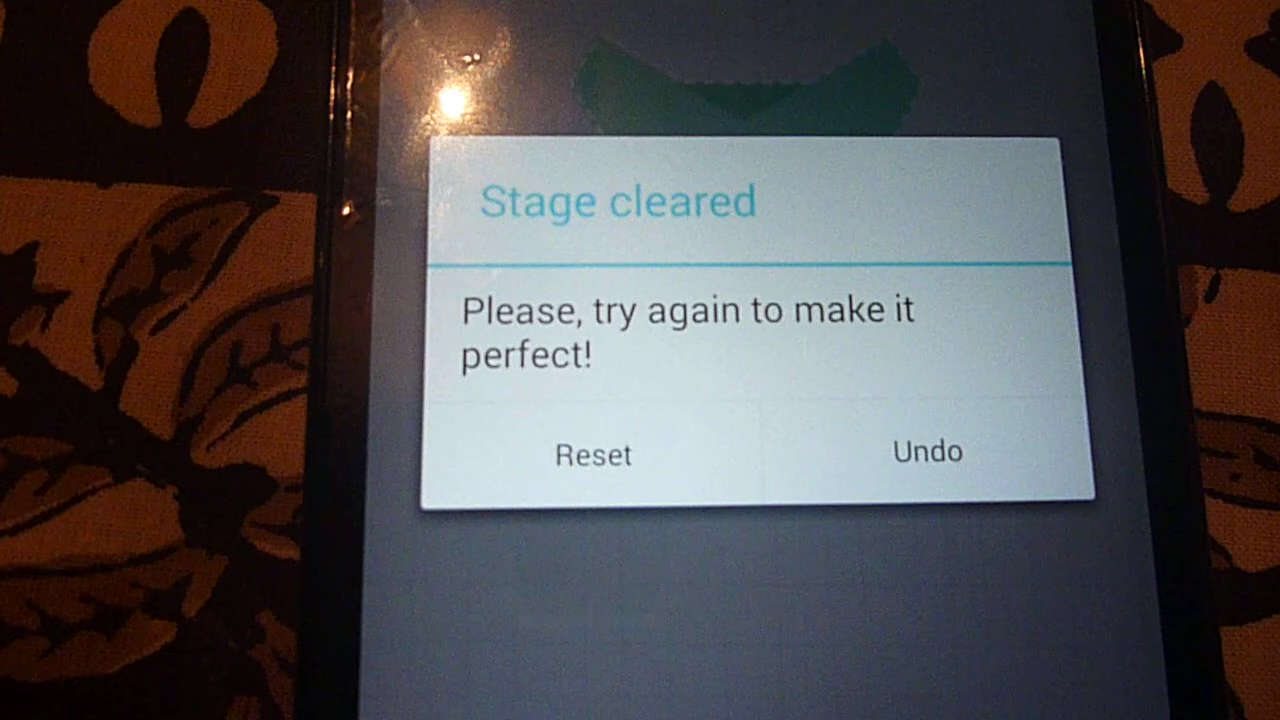 Stage cleared
Please, try again to make it
perfect!
Reset
Undo